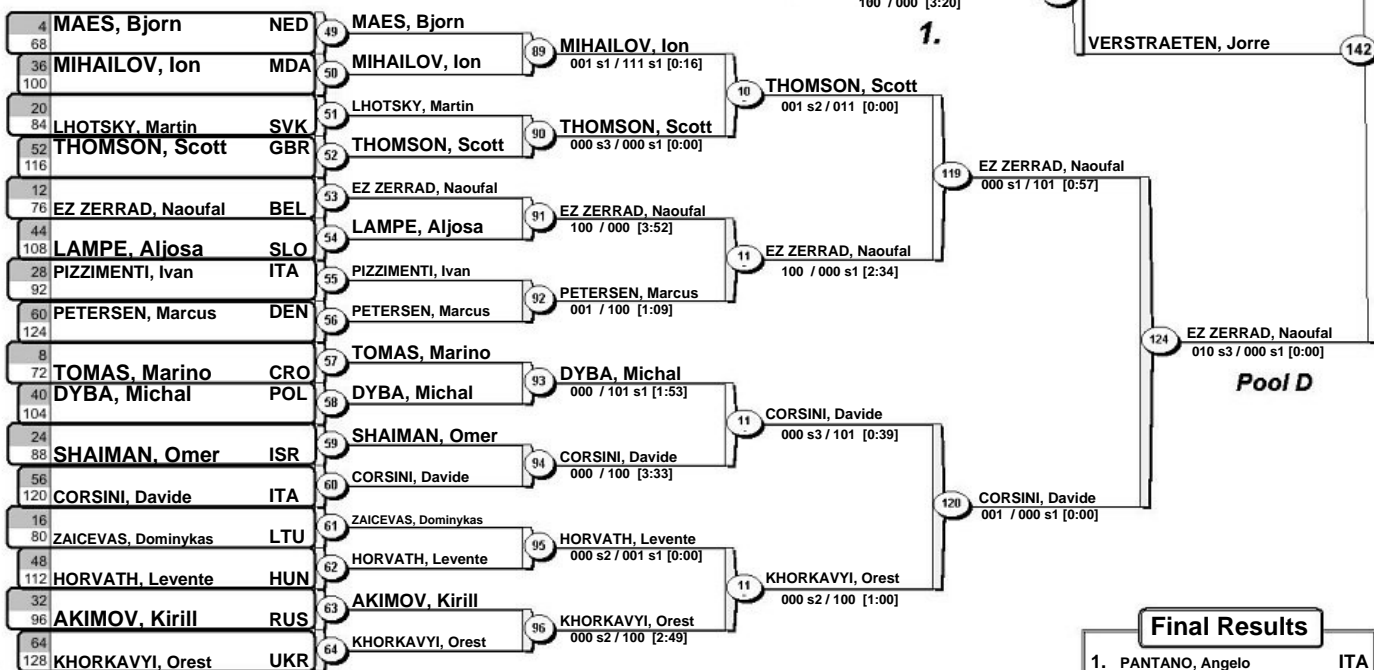 100 / 000 [3:20]
1.
VERSTRAETEN, Jorre
142
4 MAES, Bjorn NED
68
36 MIHAILOV, Ion MDA
100
20
84 LHOTSKY, Martin SVK
52 THOMSON, Scott GBR
116
12
76 EZ ZERRAD, Naoufal BEL
44
108 LAMPE, Aljosa SLO
28 PIZZIMENTI, Ivan ITA
92
60 PETERSEN, Marcus DEN
124
8
72 TOMAS, Marino CRO
40 DYBA, Michal POL
104
24
88 SHAIMAN, Omer ISR
56
120 CORSINI, Davide ITA
16
80 ZAICEVAS, Dominykas LTU
48
112 HORVATH, Levente HUN
32
96 AKIMOV, Kirill RUS
64
128 KHORKAVYI, Orest UKR
49 MAES, Bjorn
50 MIHAILOV, Ion
51 LHOTSKY, Martin
52 THOMSON, Scott
53 EZ ZERRAD, Naoufal
54 LAMPE, Aljosa
55 PIZZIMENTI, Ivan
56 PETERSEN, Marcus
57 TOMAS, Marino
58 DYBA, Michal
59 SHAIMAN, Omer
60 CORSINI, Davide
61 ZAICEVAS, Dominykas
62 HORVATH, Levente
63 AKIMOV, Kirill
64 KHORKAVYI, Orest
89 MIHAILOV, Ion
001 s1 / 111 s1 [0:16]
90 THOMSON, Scott
000 s3 / 000 s1 [0:00]
91 EZ ZERRAD, Naoufal
100 / 000 [3:52]
92 PETERSEN, Marcus
001 / 100 [1:09]
93 DYBA, Michal
000 / 101 s1 [1:53]
94 CORSINI, Davide
000 / 100 [3:33]
95 HORVATH, Levente
000 s2 / 001 s1 [0:00]
96 KHORKAVYI, Orest
000 s2 / 100 [2:49]
10 THOMSON, Scott
001 s2 / 011 [0:00]
11 EZ ZERRAD, Naoufal
100 / 000 s1 [2:34]
11 CORSINI, Davide
000 s3 / 101 [0:39]
11 KHORKAVYI, Orest
000 s2 / 100 [1:00]
119 EZ ZERRAD, Naoufal
000 s1 / 101 [0:57]
120 CORSINI, Davide
001 / 000 s1 [0:00]
124 EZ ZERRAD, Naoufal
010 s3 / 000 s1 [0:00]
Pool D
Final Results
1. PANTANO, Angelo ITA